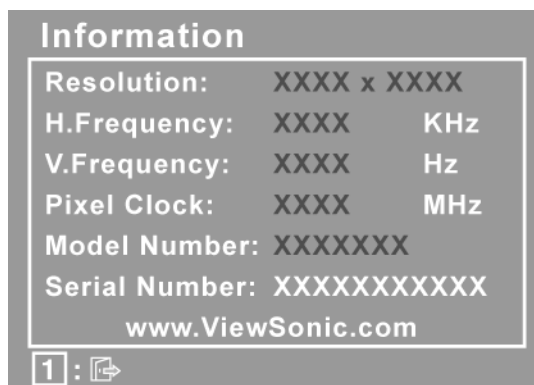 Information
Resolution: XXXX x XXXX
H.Frequency: XXXX KHz
V.Frequency: XXXX Hz
Pixel Clock: XXXX MHz
Model Number: XXXXXXX
Serial Number: XXXXXXXXXXX
www.ViewSonic.com
1 :